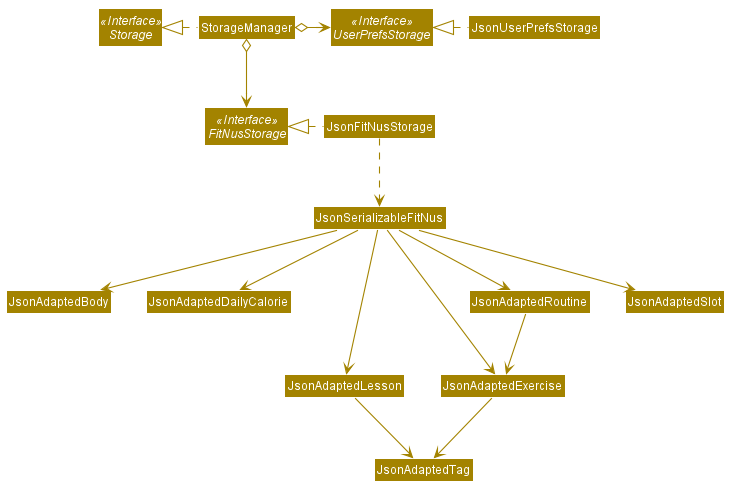 «Interface»
Storage
StorageManager
«Interface»
UserPrefsStorage
JsonUserPrefsStorage
«Interface»
FitNusStorage
JsonFitNusStorage
JsonSerializableFitNus
JsonAdaptedBody
JsonAdaptedDailyCalorie
JsonAdaptedRoutine
JsonAdaptedSlot
JsonAdaptedLesson
JsonAdaptedExercise
JsonAdaptedTag